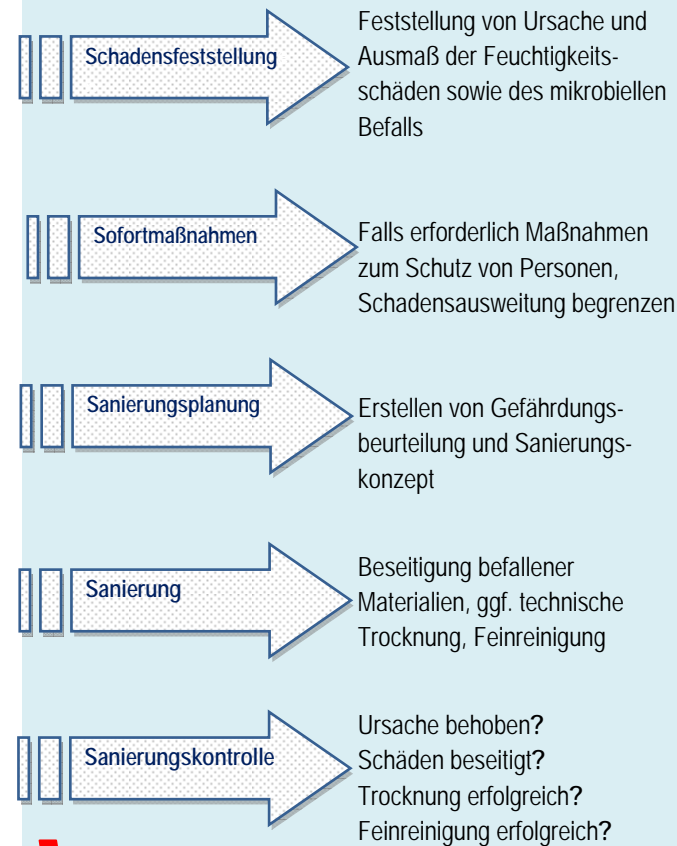 Schadensfeststellung
Feststellung von Ursache und
Ausmaß der Feuchtigkeits-
schäden sowie des mikrobiellen
Befalls
Sofortmaßnahmen
Falls erforderlich Maßnahmen
zum Schutz von Personen,
Schadensausweitung begrenzen
Sanierungsplanung
Erstellen von Gefährdungs-
beurteilung und Sanierungs-
konzept
Sanierung
Beseitigung befallener
Materialien, ggf. technische
Trocknung, Feinreinigung
Sanierungskontrolle
Ursache behoben?
Schäden beseitigt?
Trocknung erfolgreich?
Feinreinigung erfolgreich?